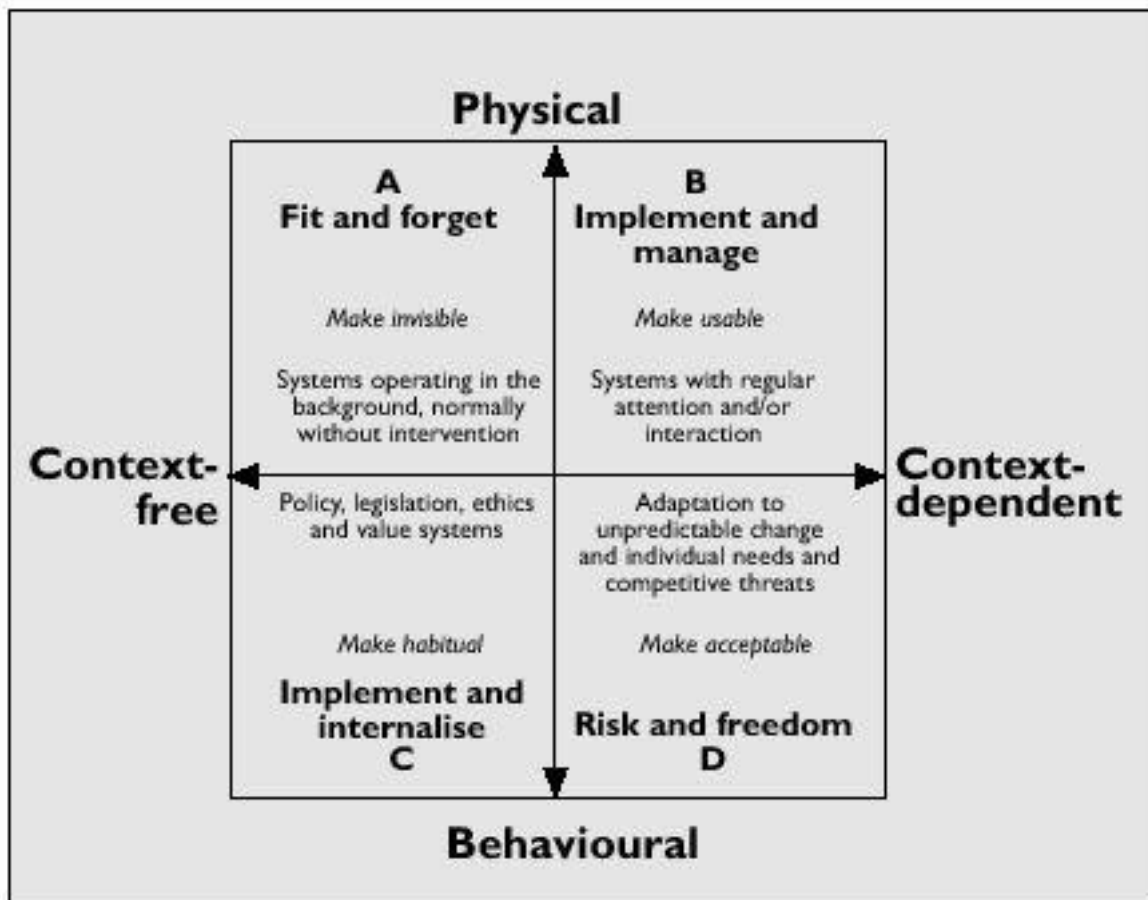 Physical
A
Fit and forget
Make invisible
Systems operating in the
background, normally
without intervention
B
Implement and
manage
Make usable
Systems with regular
attention and/or
interaction
Context-
free
Context-
dependent
Policy, legislation, ethics
and value systems
Make habitual
Implement and
internalise
C
Adaptation to
unpredictable change
and individual needs and
competitive threats
Make acceptable
Risk and freedom
D
Behavioural